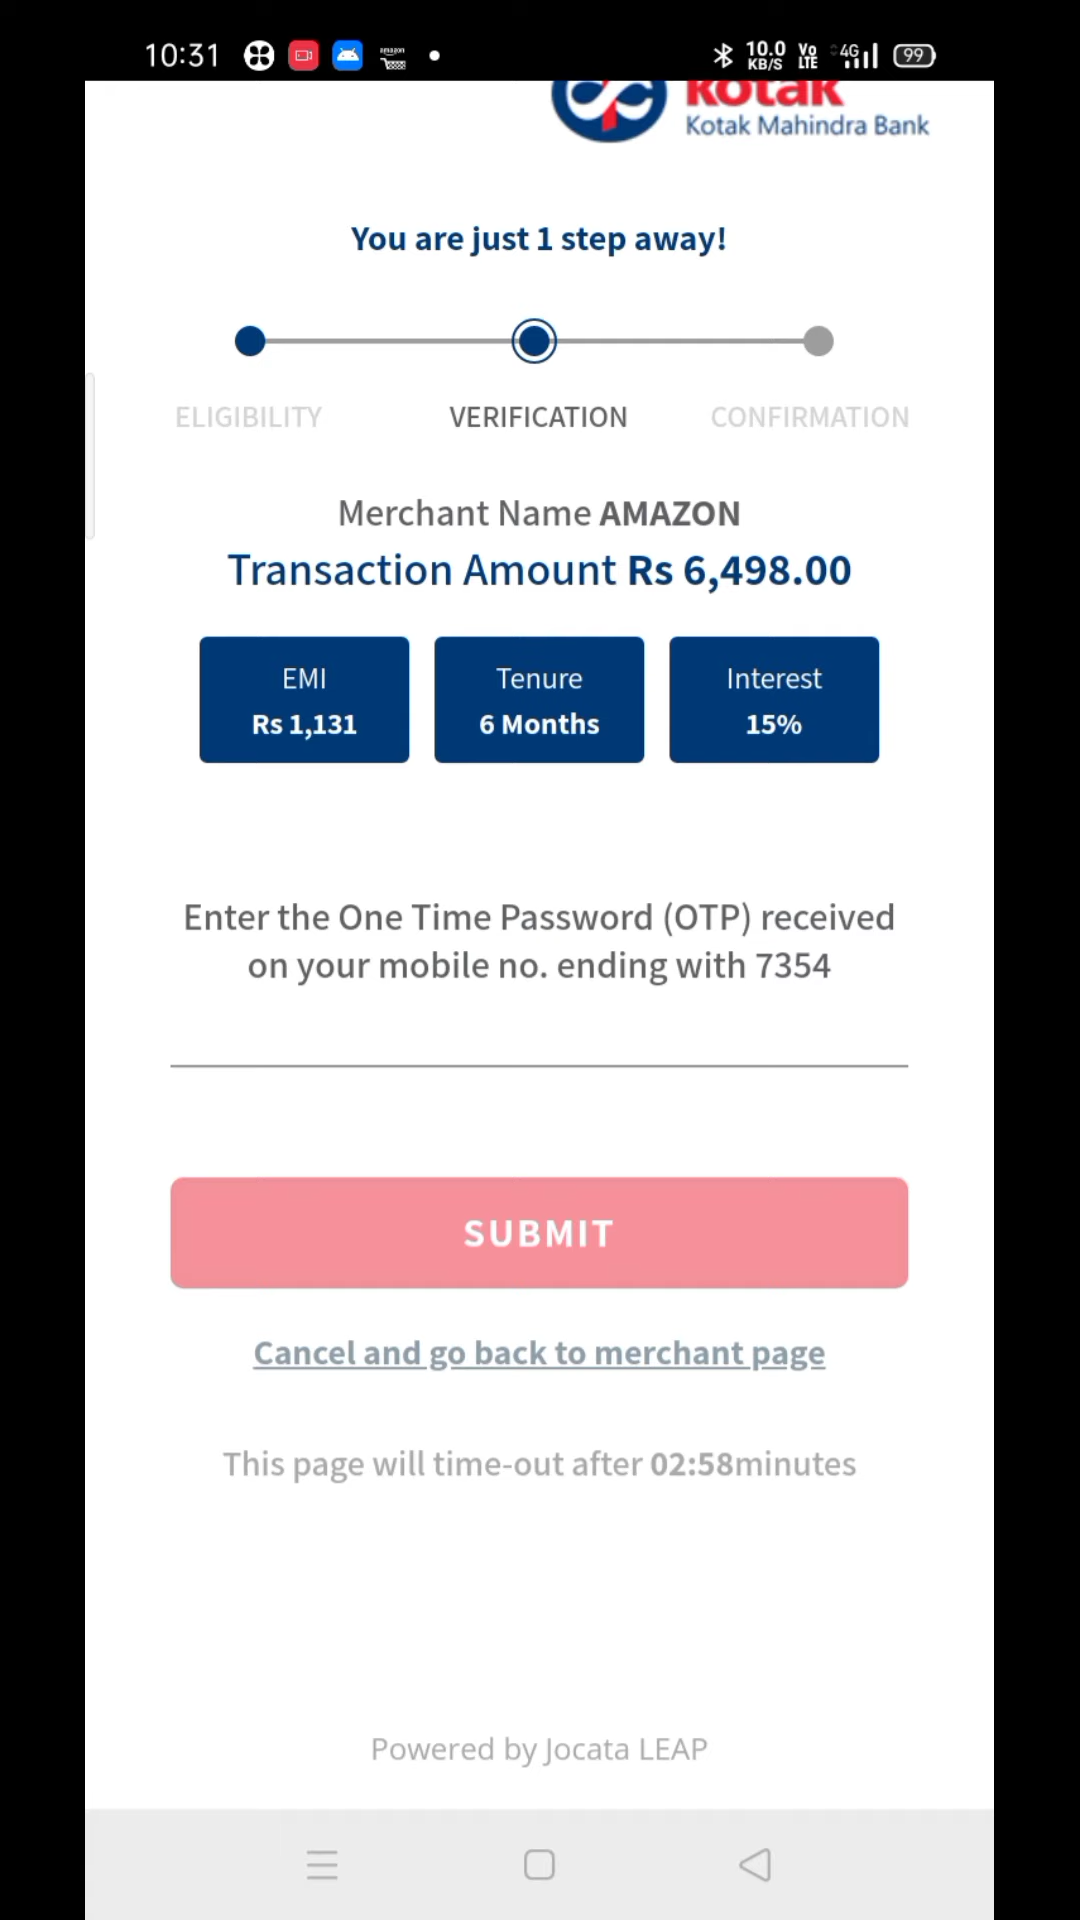 10:31 amazon 10.0 KB/S Vo LTE 4G 99
kotak
Kotak Mahindra Bank
You are just 1 step away!
ELIGIBILITY VERIFICATION CONFIRMATION
Merchant Name AMAZON
Transaction Amount Rs 6,498.00
EMI Tenure Interest
Rs 1,131 6 Months 15%
Enter the One Time Password (OTP) received
on your mobile no. ending with 7354
SUBMIT
Cancel and go back to merchant page
This page will time-out after 02:58minutes
Powered by Jocata LEAP